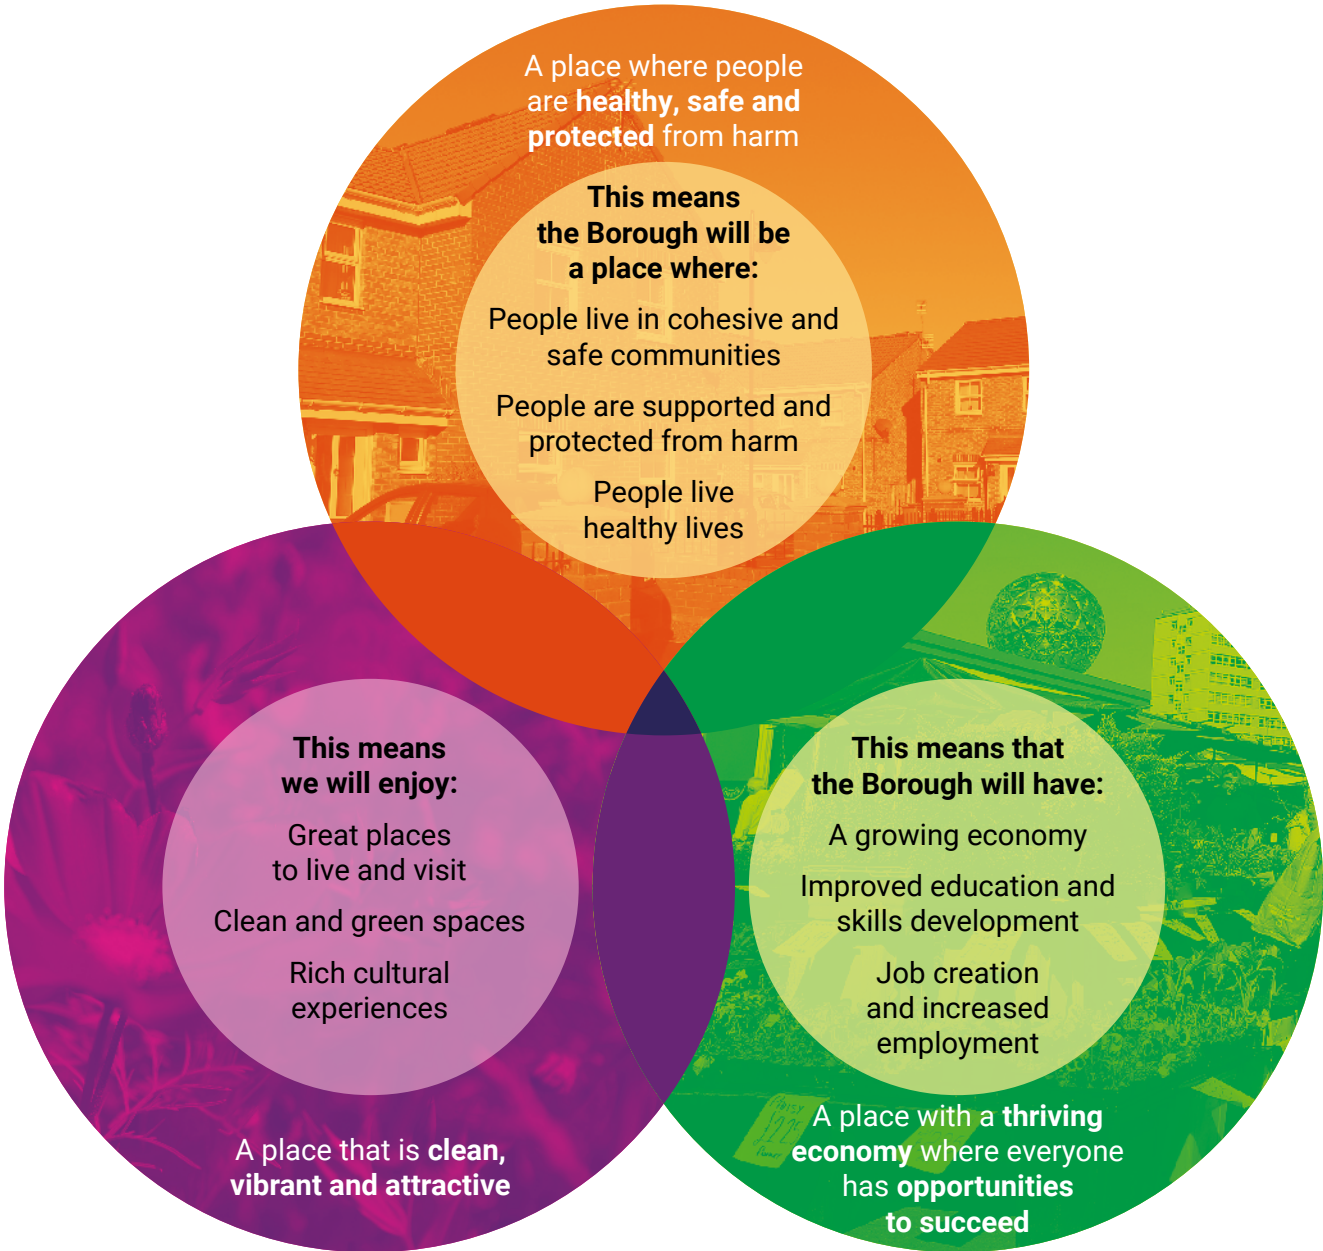 A place where people
are healthy, safe and
protected from harm
This means
the Borough will be
a place where:
People live in cohesive and
safe communities
People are supported and
protected from harm
People live
healthy lives
This means
we will enjoy:
Great places
to live and visit
Clean and green spaces
Rich cultural
experiences
A place that is clean,
vibrant and attractive
This means that
the Borough will have:
A growing economy
Improved education and
skills development
Job creation
and increased
employment
A place with a thriving
economy where everyone
has opportunities
to succeed